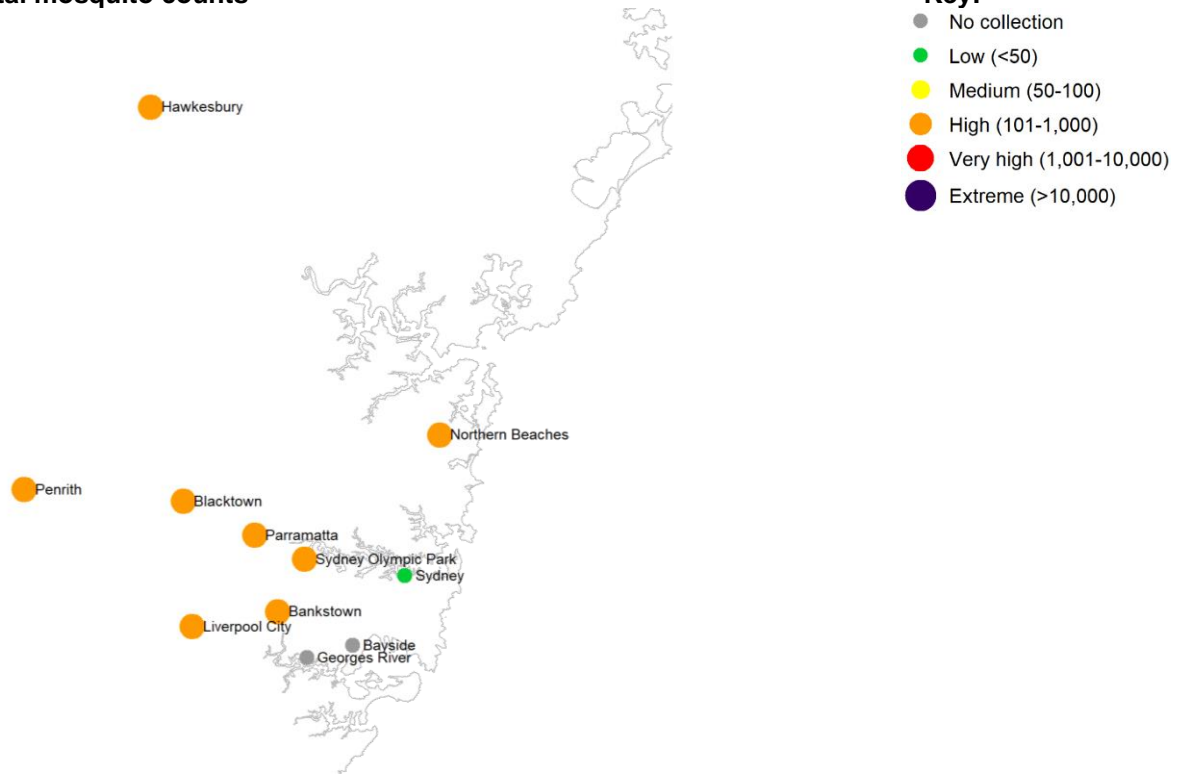 mosquito counts
Key:
No collection
Low (<50)
Medium (50-100)
High (101-1,000)
Very high (1,001-10,000)
Extreme (>10,000)
Hawkesbury
Northern Beaches
Penrith
Blacktown
Parramatta
Sydney Olympic Park
Sydney
Bankstown
Liverpool City
Bayside
Georges River